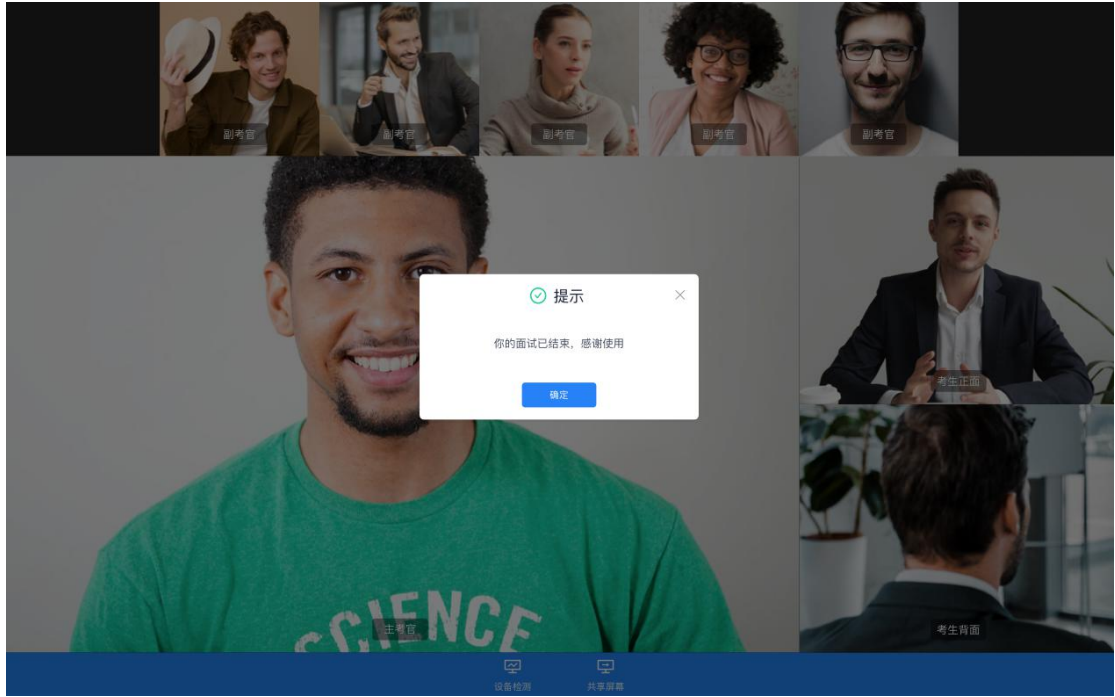 副考官
副考官
副考官
副考官
副考官
提示
你的面试已结束，感谢使用
确定
考生正面
SCIENCE
主考官
考生背面
设备检测
共享屏幕